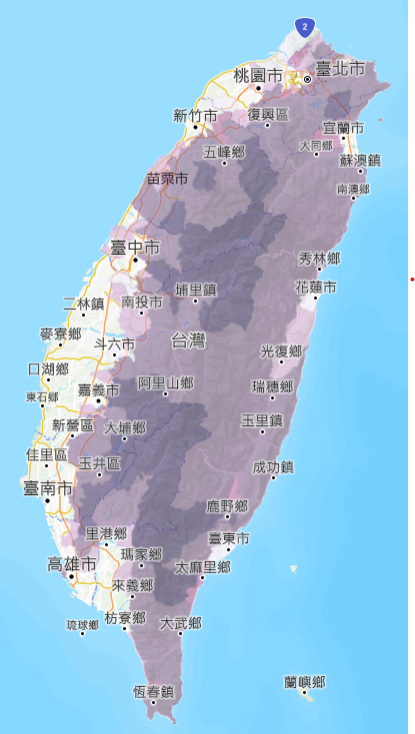 2
臺北市
桃園市
新竹市
復興區
宜蘭市
五峰鄉
大同鄉
蘇澳鎮
苗栗市
南澳鄉
臺中市
秀林鄉
花蓮市
埔里鎮
二林鎮
南投市
麥寮鄉
斗六市
台灣
光復鄉
口湖鄉
阿里山鄉
瑞穗鄉
嘉義市
東石鄉
新營區
大埔鄉
玉里鎮
佳里區
玉井區
成功鎮
臺南市
鹿野鄉
里港鄉
臺東市
瑪家鄉
高雄市
太麻里鄉
來義鄉
枋寮鄉
琉球鄉
大武鄉
蘭嶼鄉
恆春鎮